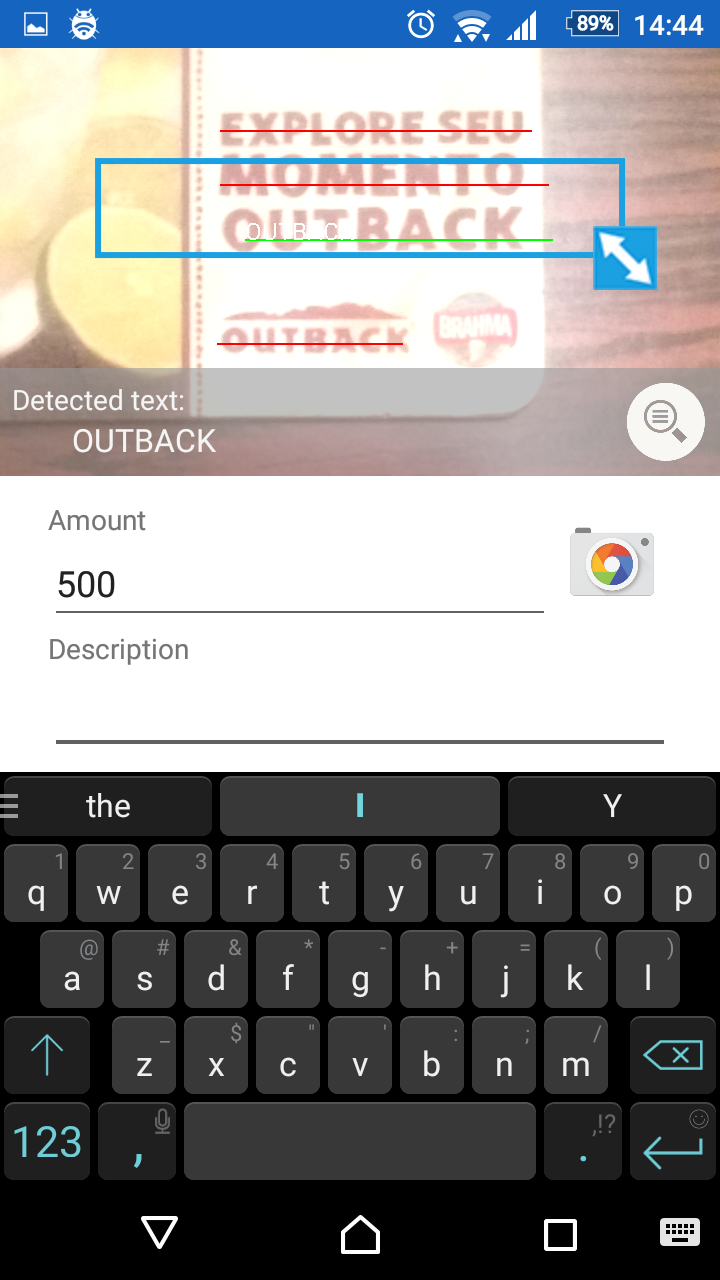 89% 14:44
EXPLORE SEU
MOMENTO
OUTBACK
OUTBACK
OUTBACK BRAHMA
Detected text:
OUTBACK
Amount
500
Description
the I Y
1 2 3 4 5 6 7 8 9 0
q w e r t y u i o p
@ # & * - + = ( )
a s d f g h j k l
_ $ " ' : ; /
z x c v b n m
,!?
123 , .